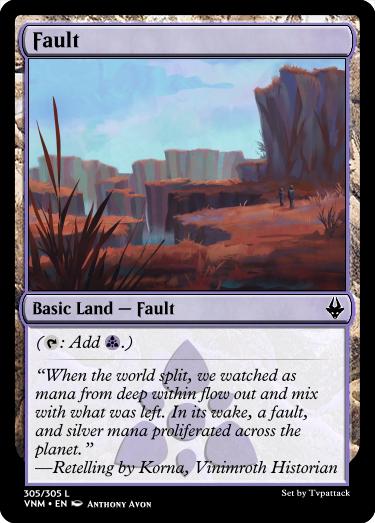 Fault
Basic Land — Fault
(: Add .)
“When the world split, we watched as
mana from deep within flow out and mix
with what was left. In its wake, a fault,
and silver mana proliferated across the
planet.”
—Retelling by Korna, Vinimroth Historian
305/305 L
Set by Tvpattack
VNM • EN Anthony Avon